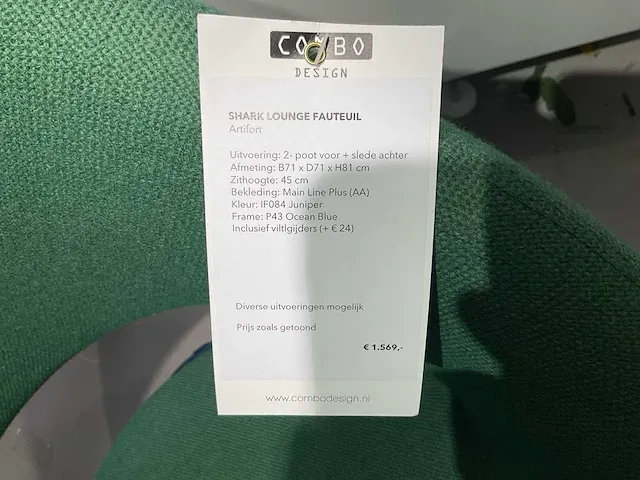 COMBO
DESIGN
SHARK LOUNGE FAUTEUIL
Artifort
Uitvoering: 2- poot voor + slede achter
Afmeting: B71 x D71 x H81 cm
Zithoogte: 45 cm
Bekleding: Main Line Plus (AA)
Kleur: IF084 Juniper
Frame: P43 Ocean Blue
Inclusief viltlgijders (+ € 24)
Diverse uitvoeringen mogelijk
Prijs zoals getoond
€ 1.569,-
www.combodesign.nl